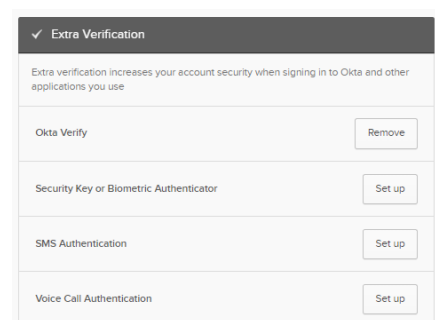 Extra Verification
Extra verification increases your account security when signing in to Okta and other
applications you use
Okta Verify
Remove
Security Key or Biometric Authenticator
Set up
SMS Authentication
Set up
Voice Call Authentication
Set up